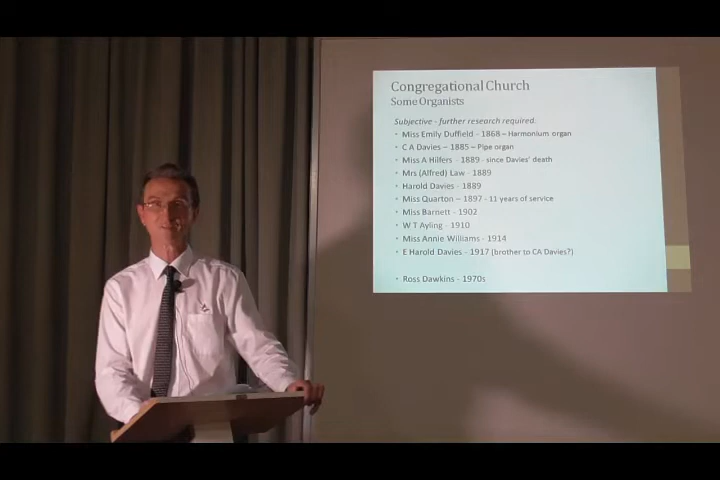 Congregational Church
Some Organists
Subjective - further research required.
• Miss Emily Duffield - 1868 – Harmonium organ
• C A Davies – 1885 – Pipe organ
• Miss A Hilfers - 1889 - since Davies' death
• Mrs (Alfred) Law - 1889
• Harold Davies - 1889
• Miss Quarton – 1897 - 11 years of service
• Miss Barnett - 1902
• W T Ayling - 1910
• Miss Annie Williams - 1914
• E Harold Davies - 1917 (brother to CA Davies?)
• Ross Dawkins - 1970s